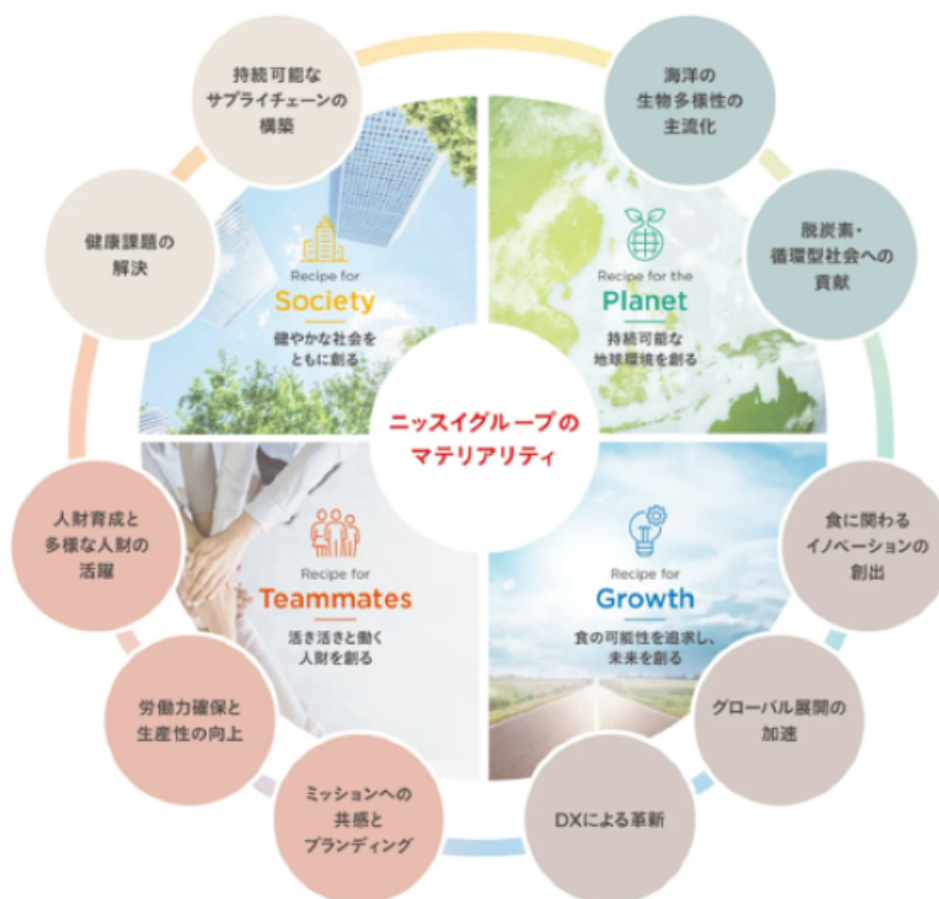 持続可能な
サプライチェーンの
構築
海洋の
生物多様性の
主流化
健康課題の
解決
脱炭素・
循環型社会への
貢献
Recipe for
Society
健やかな社会を
ともに創る
Recipe for the
Planet
持続可能な
地球環境を創る
ニッスイグループの
マテリアリティ
人財育成と
多様な人財の
活躍
Recipe for
Teammates
活き活きと働く
人財を創る
Recipe for
Growth
食の可能性を追求し、
未来を創る
食に関わる
イノベーションの
創出
労働力確保と
生産性の向上
グローバル展開の
加速
ミッションへの
共感と
ブランディング
DXによる革新